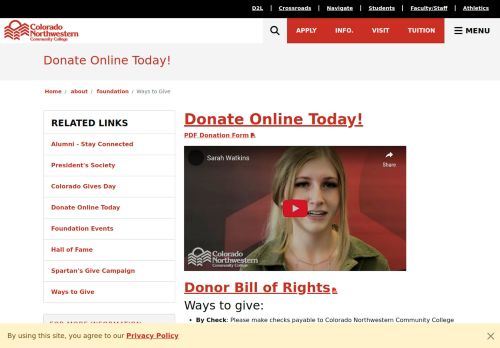 D2L | Crossroads | Navigate | Students | Faculty/Staff | Athletics
Colorado
Northwestern
Community College
APPLY INFO. VISIT TUITION MENU
Donate Online Today!
Home / about / foundation / Ways to Give
RELATED LINKS
Alumni - Stay Connected
President's Society
Colorado Gives Day
Donate Online Today
Foundation Events
Hall of Fame
Spartan's Give Campaign
Ways to Give
FOR MORE INFORMATION
Donate Online Today!
PDF Donation Form
Sarah Watkins
Share
Colorado
Northwestern
Community College
Donor Bill of Rights
Ways to give:
• By Check: Please make checks payable to Colorado Northwestern Community College
By using this site, you agree to our Privacy Policy
×